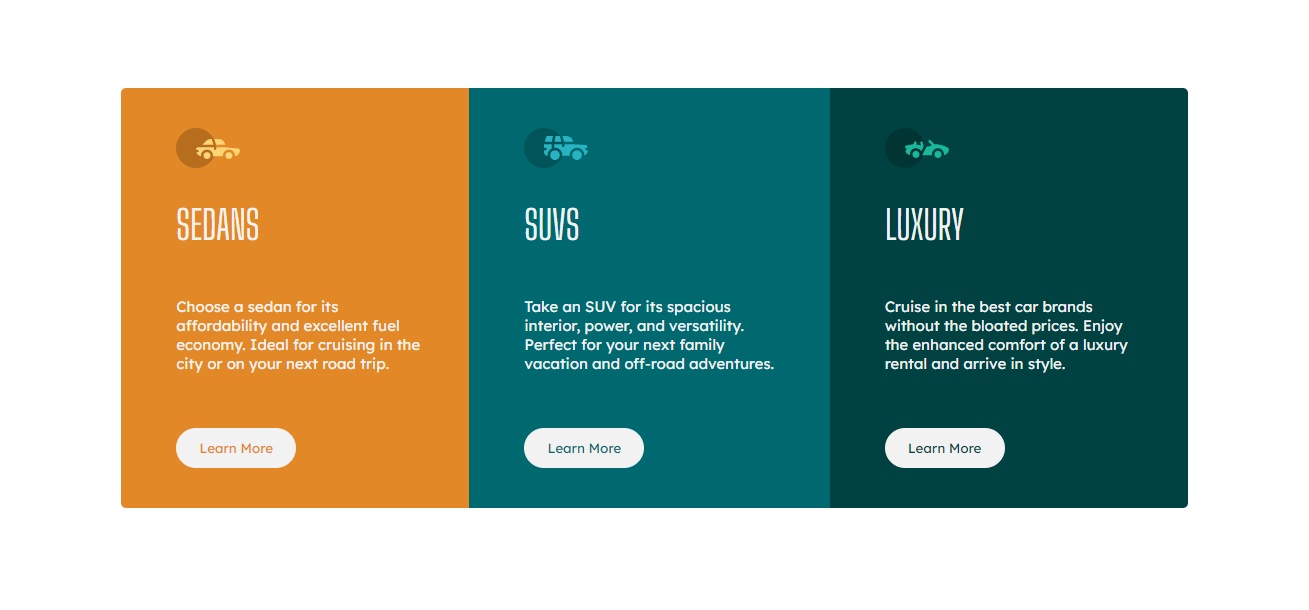 SEDANS
Choose a sedan for its
affordability and excellent fuel
economy. Ideal for cruising in the
city or on your next road trip.
Learn More
SUVS
Take an SUV for its spacious
interior, power, and versatility.
Perfect for your next family
vacation and off-road adventures.
Learn More
LUXURY
Cruise in the best car brands
without the bloated prices. Enjoy
the enhanced comfort of a luxury
rental and arrive in style.
Learn More